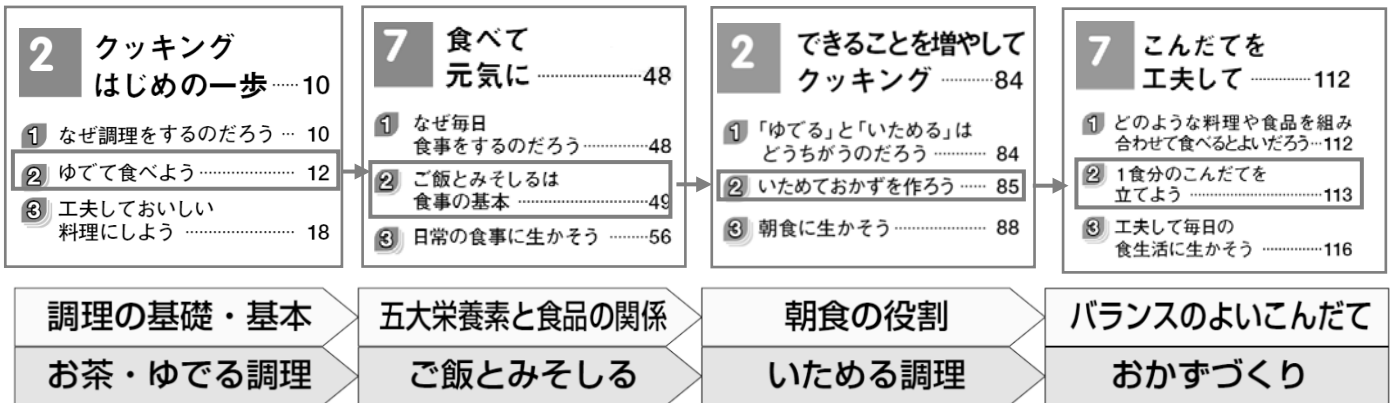 2 クッキング
はじめの一歩 …… 10
1 なぜ調理をするのだろう … 10
2 ゆでて食べよう …………… 12
3 工夫しておいしい
料理にしよう …………… 18
7 食べて
元気に ……………… 48
1 なぜ毎日
食事をするのだろう ………… 48
2 ご飯とみそしるは
食事の基本 ……………… 49
3 日常の食事に生かそう ……… 56
2 できることを増やして
クッキング ………… 84
1 「ゆでる」と「いためる」は
どうちがうのだろう ………… 84
2 いためておかずを作ろう …… 85
3 朝食に生かそう …………… 88
7 こんだてを
工夫して ………… 112
1 どのような料理や食品を組み
合わせて食べるとよいだろう … 112
2 1食分のこんだてを
立てよう ……………… 113
3 工夫して毎日の
食生活に生かそう ………… 116
調理の基礎・基本
五大栄養素と食品の関係
朝食の役割
バランスのよいこんだて
お茶・ゆでる調理
ご飯とみそしる
いためる調理
おかずづくり